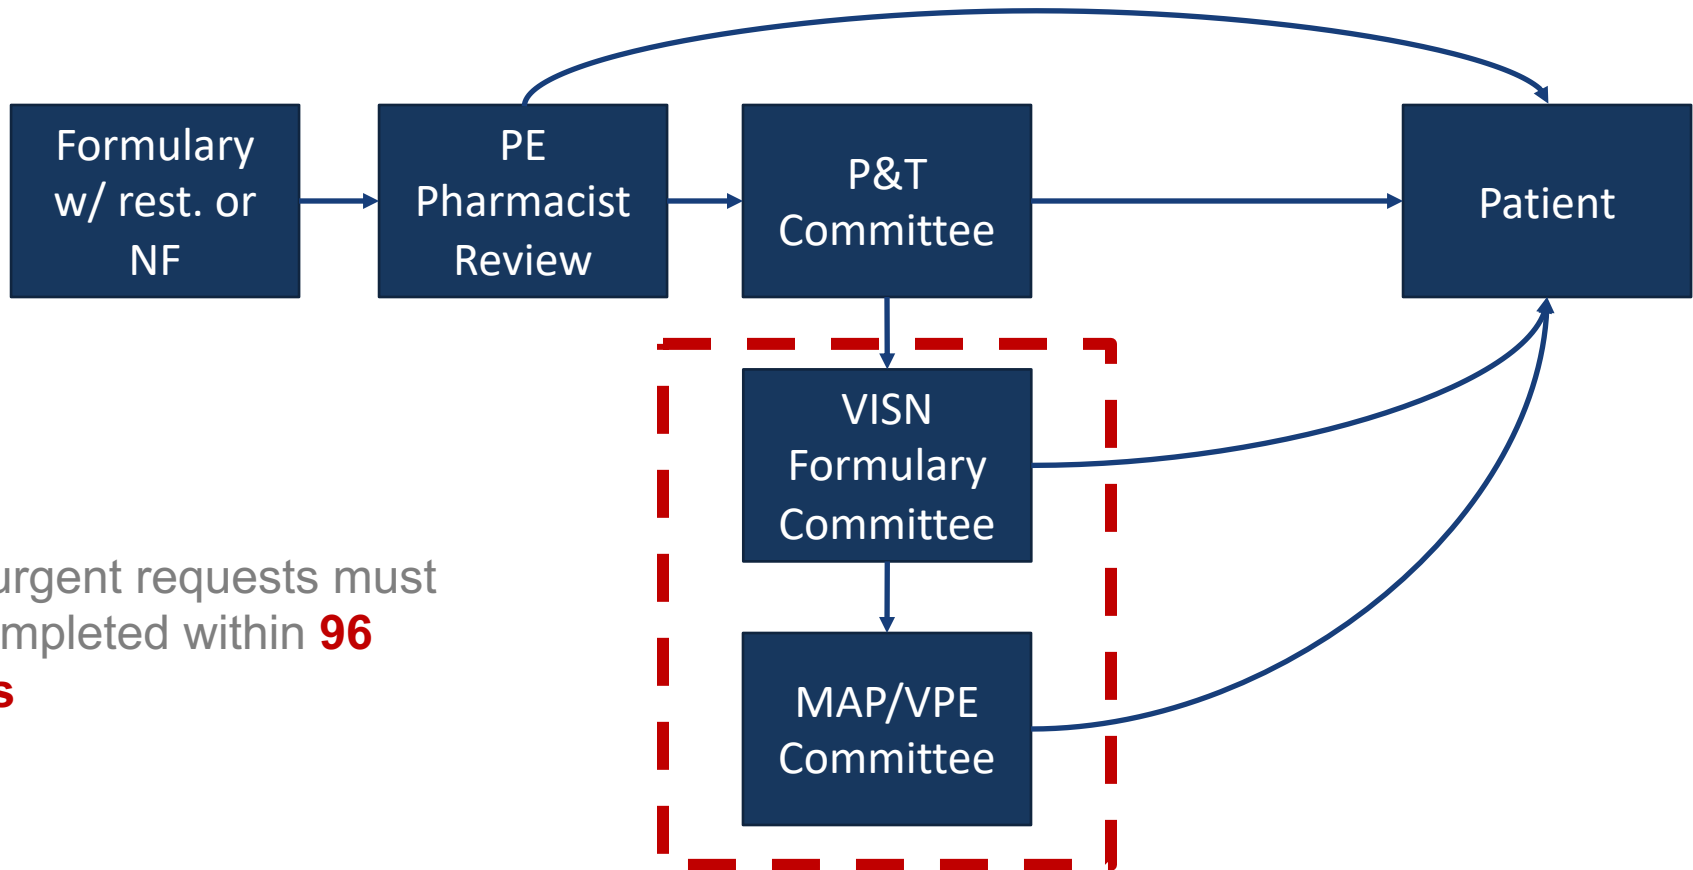 Formulary
w/ rest. or
NF
PE
Pharmacist
Review
P&T
Committee
Patient
VISN
Formulary
Committee
MAP/VPE
Committee
urgent requests must
mpleted within 96
s